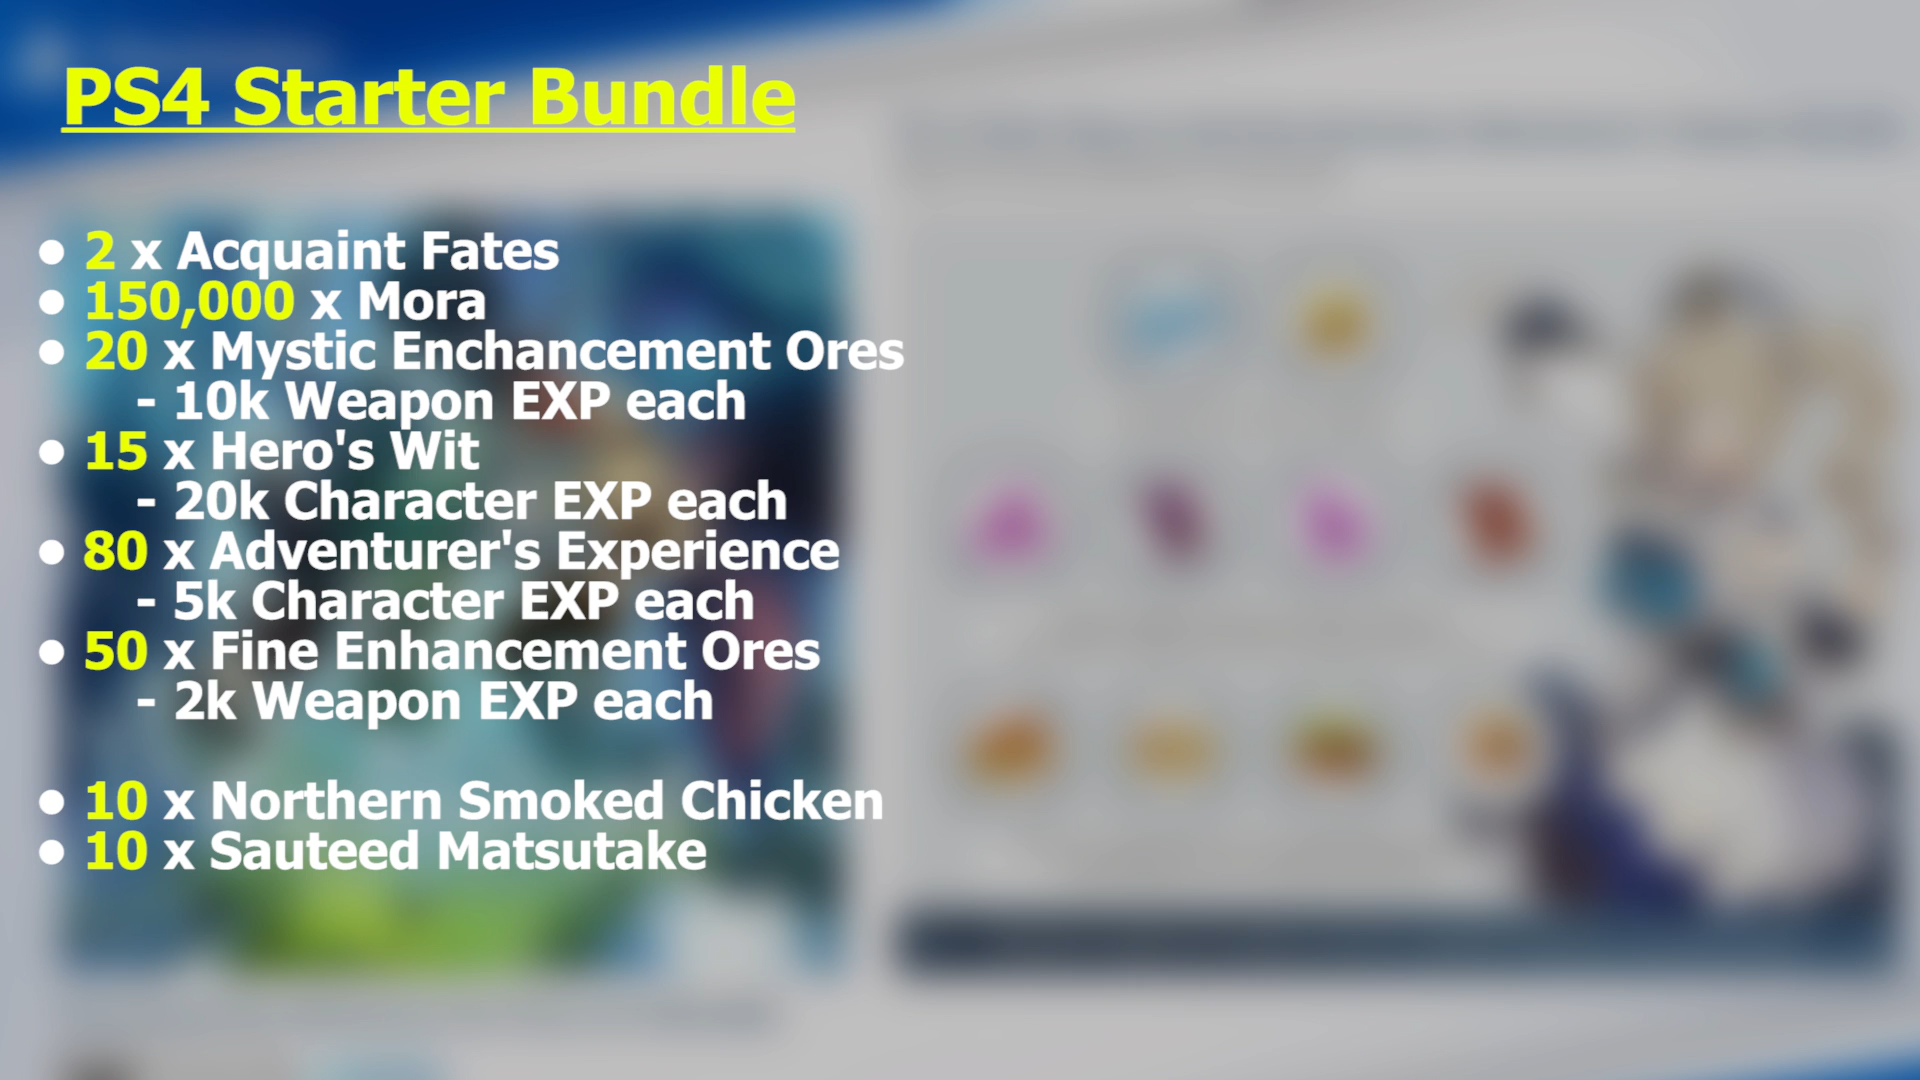 PS4 Starter Bundle
● 2 x Acquaint Fates
● 150,000 x Mora
● 20 x Mystic Enchancement Ores
- 10k Weapon EXP each
● 15 x Hero's Wit
- 20k Character EXP each
● 80 x Adventurer's Experience
- 5k Character EXP each
● 50 x Fine Enhancement Ores
- 2k Weapon EXP each
● 10 x Northern Smoked Chicken
● 10 x Sauteed Matsutake